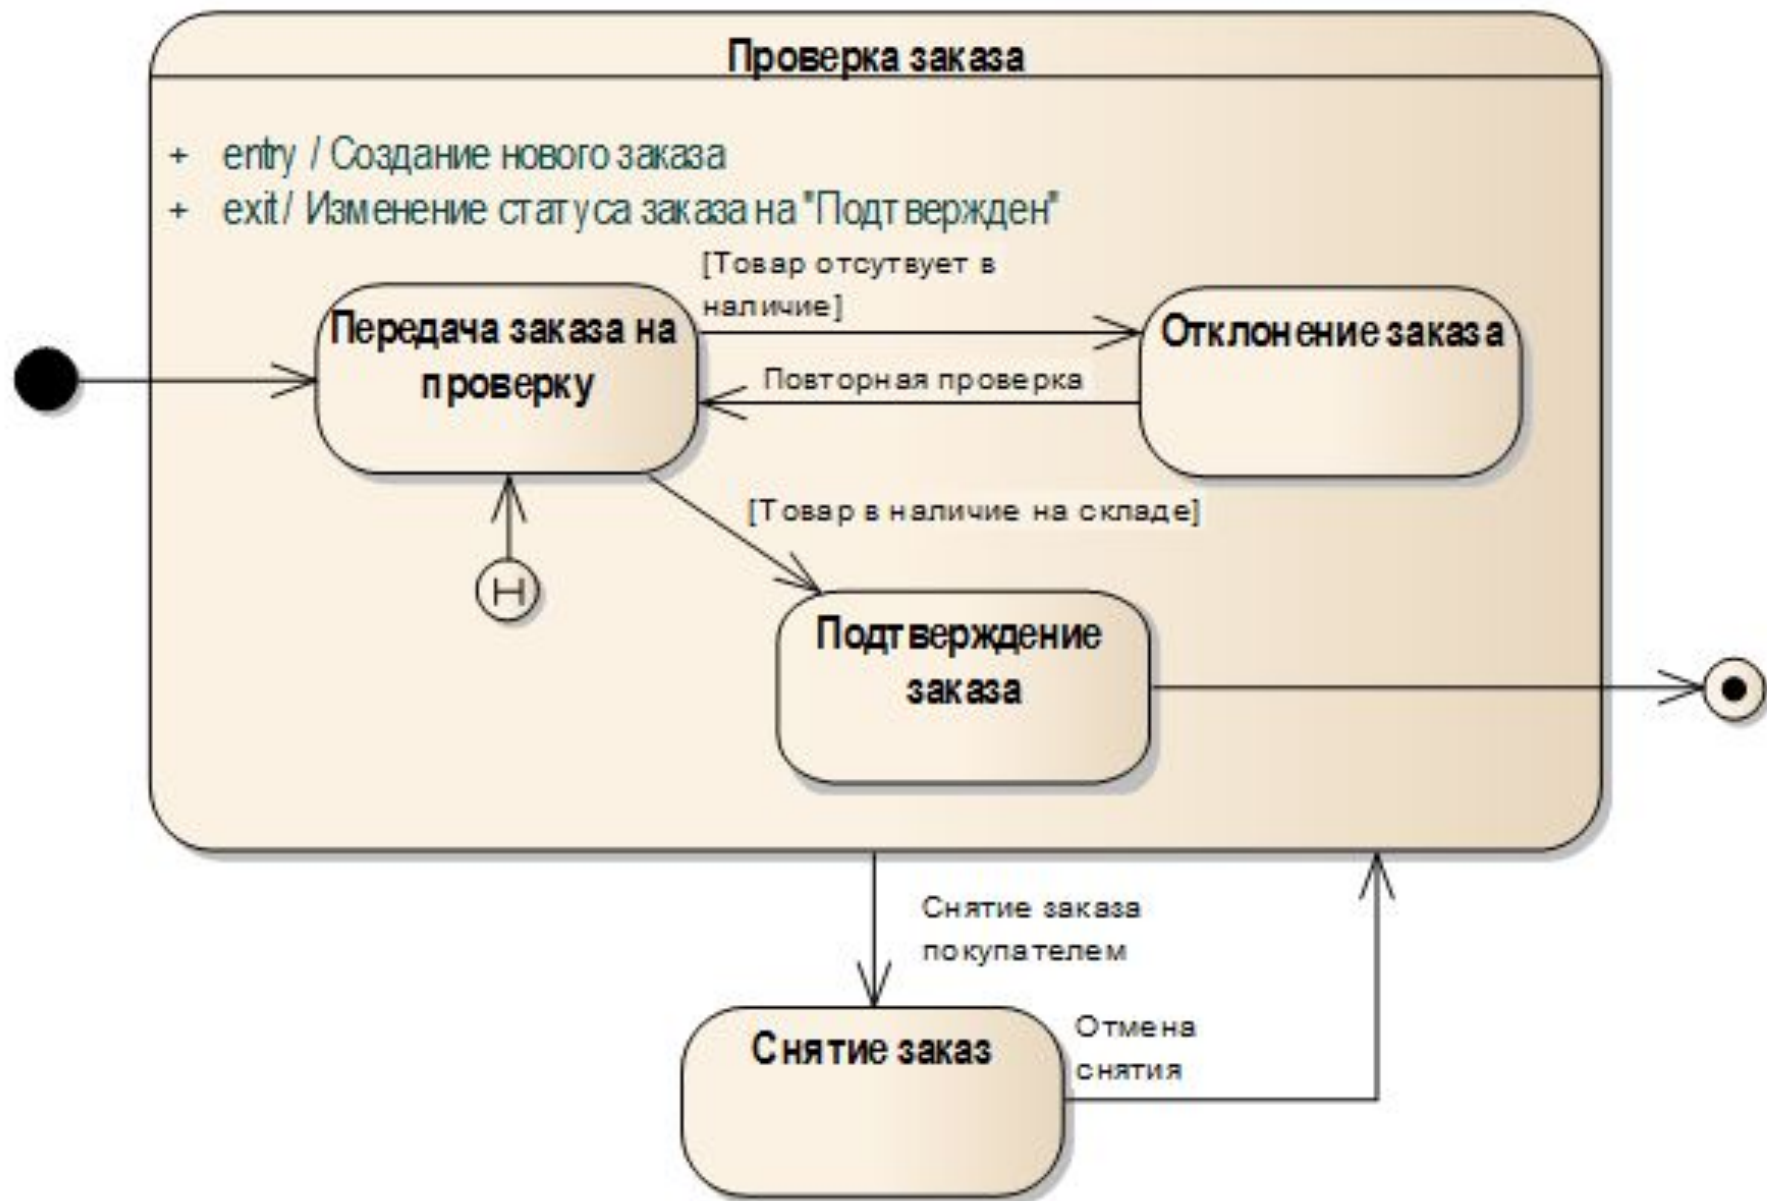 Проверка заказа
+ entry / Создание нового заказа
+ exit / Изменение статуса заказа на "Подтвержден"
[Товар отсутвует в
наличие]
Передача заказа на
проверку
Отклонение заказа
Повторная проверка
[Товар в наличие на складе]
H
Подтверждение
заказа
Снятие заказа
покупателем
Отмена
снятия
Снятие заказ